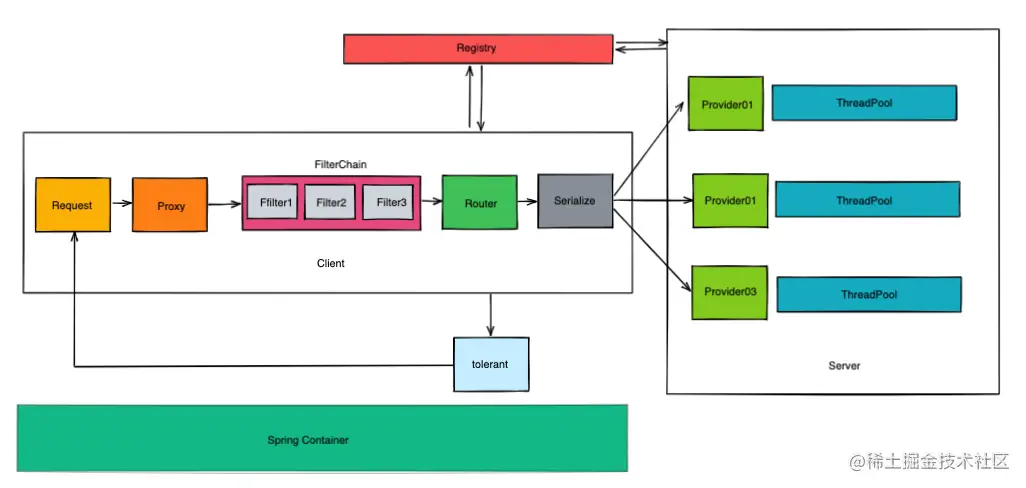 Registry
Provider01
ThreadPool
FilterChain
Request
Proxy
Ffilter1
Filter2
Filter3
Router
Serialize
Provider01
ThreadPool
Client
Provider03
ThreadPool
tolerant
Server
Spring Container
@稀土掘金技术社区